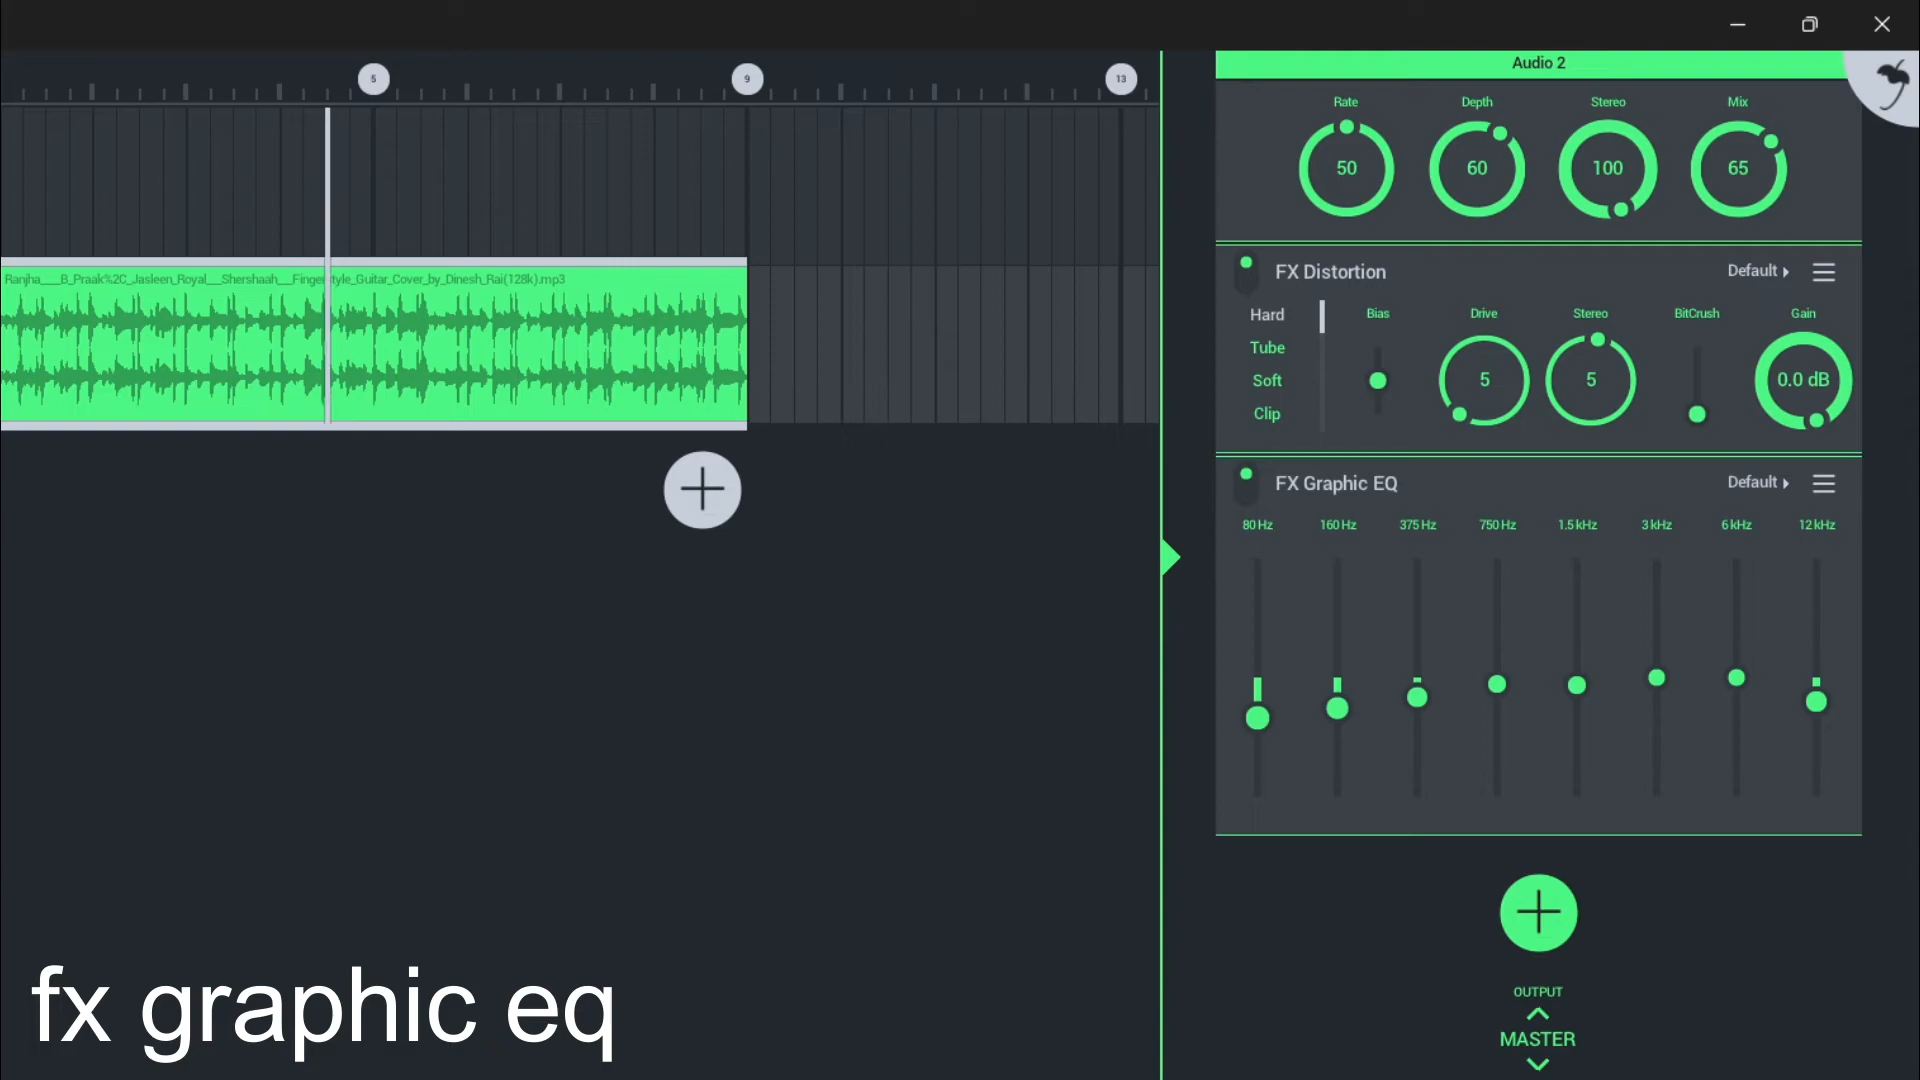 5
9
13
Audio 2
Rate
Depth
Stereo
Mix
50
60
100
65
Ranjha___B_Praak%2C_Jasleen_Royal___Shershaah___Finger
tyle_Guitar_Cover_by_Dinesh_Rai(128k).mp3
FX Distortion
Default
Hard
Tube
Soft
Clip
Bias
Drive
Stereo
BitCrush
Gain
5
5
0.0 dB
FX Graphic EQ
Default
80 Hz
160 Hz
375 Hz
750 Hz
1.5 kHz
3 kHz
6 kHz
12 kHz
OUTPUT
MASTER
fx graphic eq